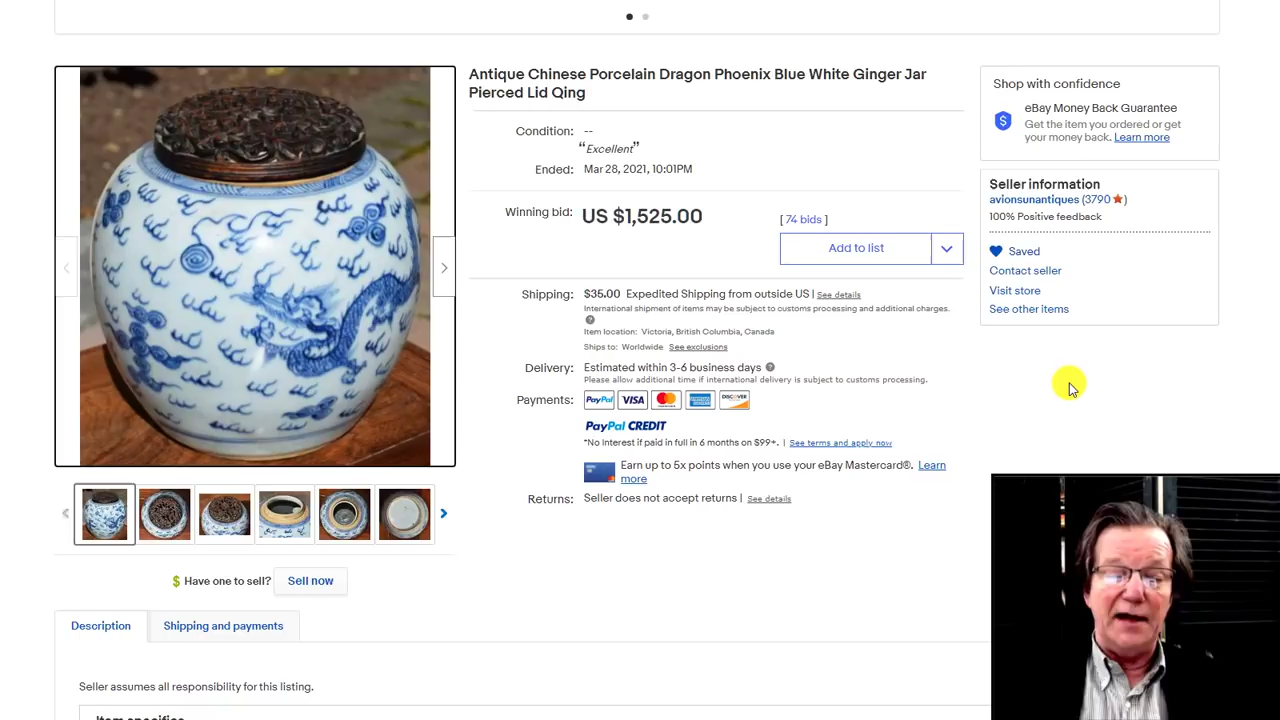 Antique Chinese Porcelain Dragon Phoenix Blue White Ginger Jar
Pierced Lid Qing
Condition: --
“Excellent”
Ended: Mar 28, 2021, 10:01PM
Winning bid: US $1,525.00 [ 74 bids ]
Add to list
Shipping: $35.00 Expedited Shipping from outside US | See details
International shipment of items may be subject to customs processing and additional charges.
Item location: Victoria, British Columbia, Canada
Ships to: Worldwide See exclusions
Delivery: Estimated within 3-6 business days
Please allow additional time if international delivery is subject to customs processing.
Payments: PayPal VISA MasterCard AMERICAN EXPRESS DISCOVER
PayPal CREDIT
*No Interest if paid in full in 6 months on $99+. | See terms and apply now
Earn up to 5x points when you use your eBay Mastercard®. Learn
more
Returns: Seller does not accept returns | See details
Shop with confidence
eBay Money Back Guarantee
Get the item you ordered or get
your money back. Learn more
Seller information
avionsunantiques (3790 )
100% Positive feedback
Saved
Contact seller
Visit store
See other items
$ Have one to sell? Sell now
Description Shipping and payments
Seller assumes all responsibility for this listing.
Item specifics